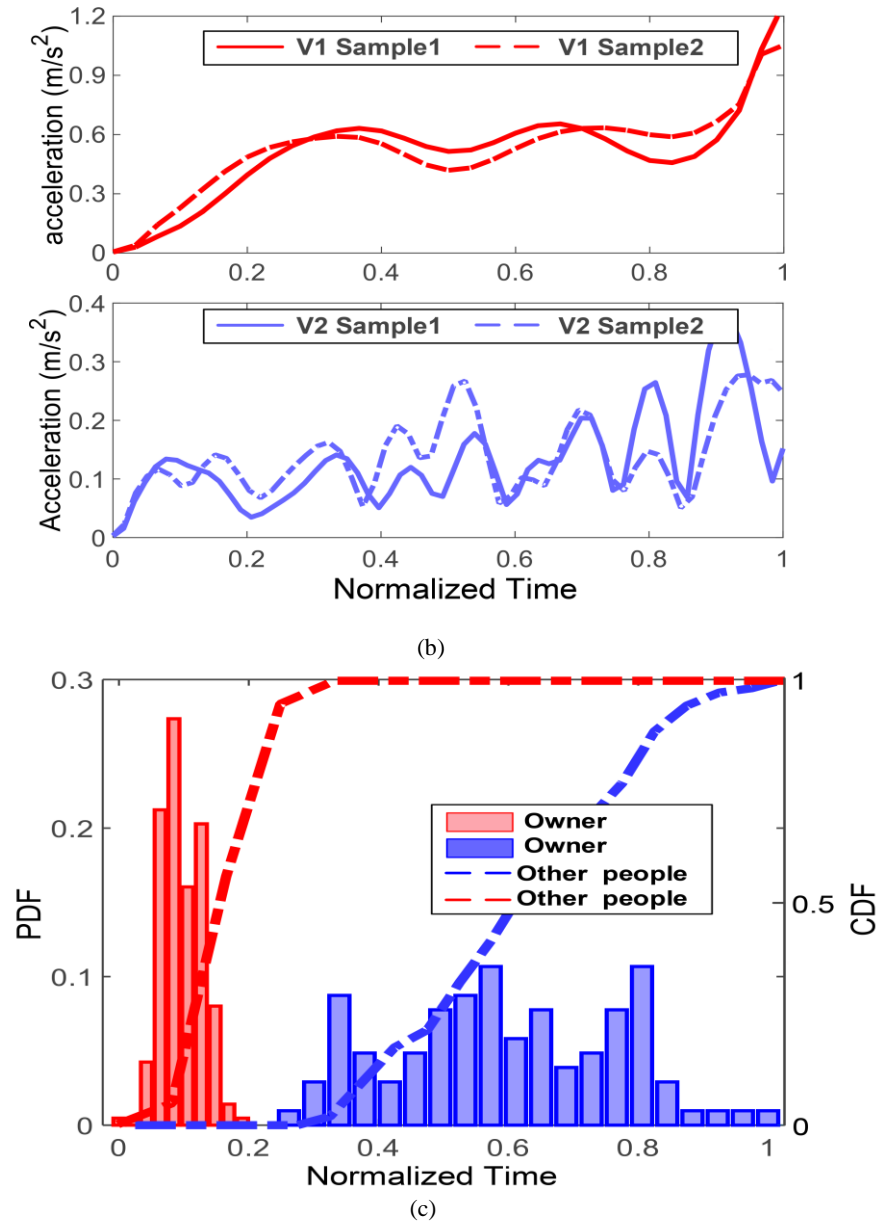 1.2
V1 Sample1 V1 Sample2
0.9
0.6
0.3
0
acceleration (m/s²)
0 0.2 0.4 0.6 0.8 1
0.4
V2 Sample1 V2 Sample2
0.3
0.2
0.1
0
Acceleration (m/s²)
0 0.2 0.4 0.6 0.8 1
Normalized Time
(b)
0.3 1
0.2
Owner
Owner
Other people
Other people
0.5
PDF CDF
0.1
0 0
0 0.2 0.4 0.6 0.8 1
Normalized Time
(c)